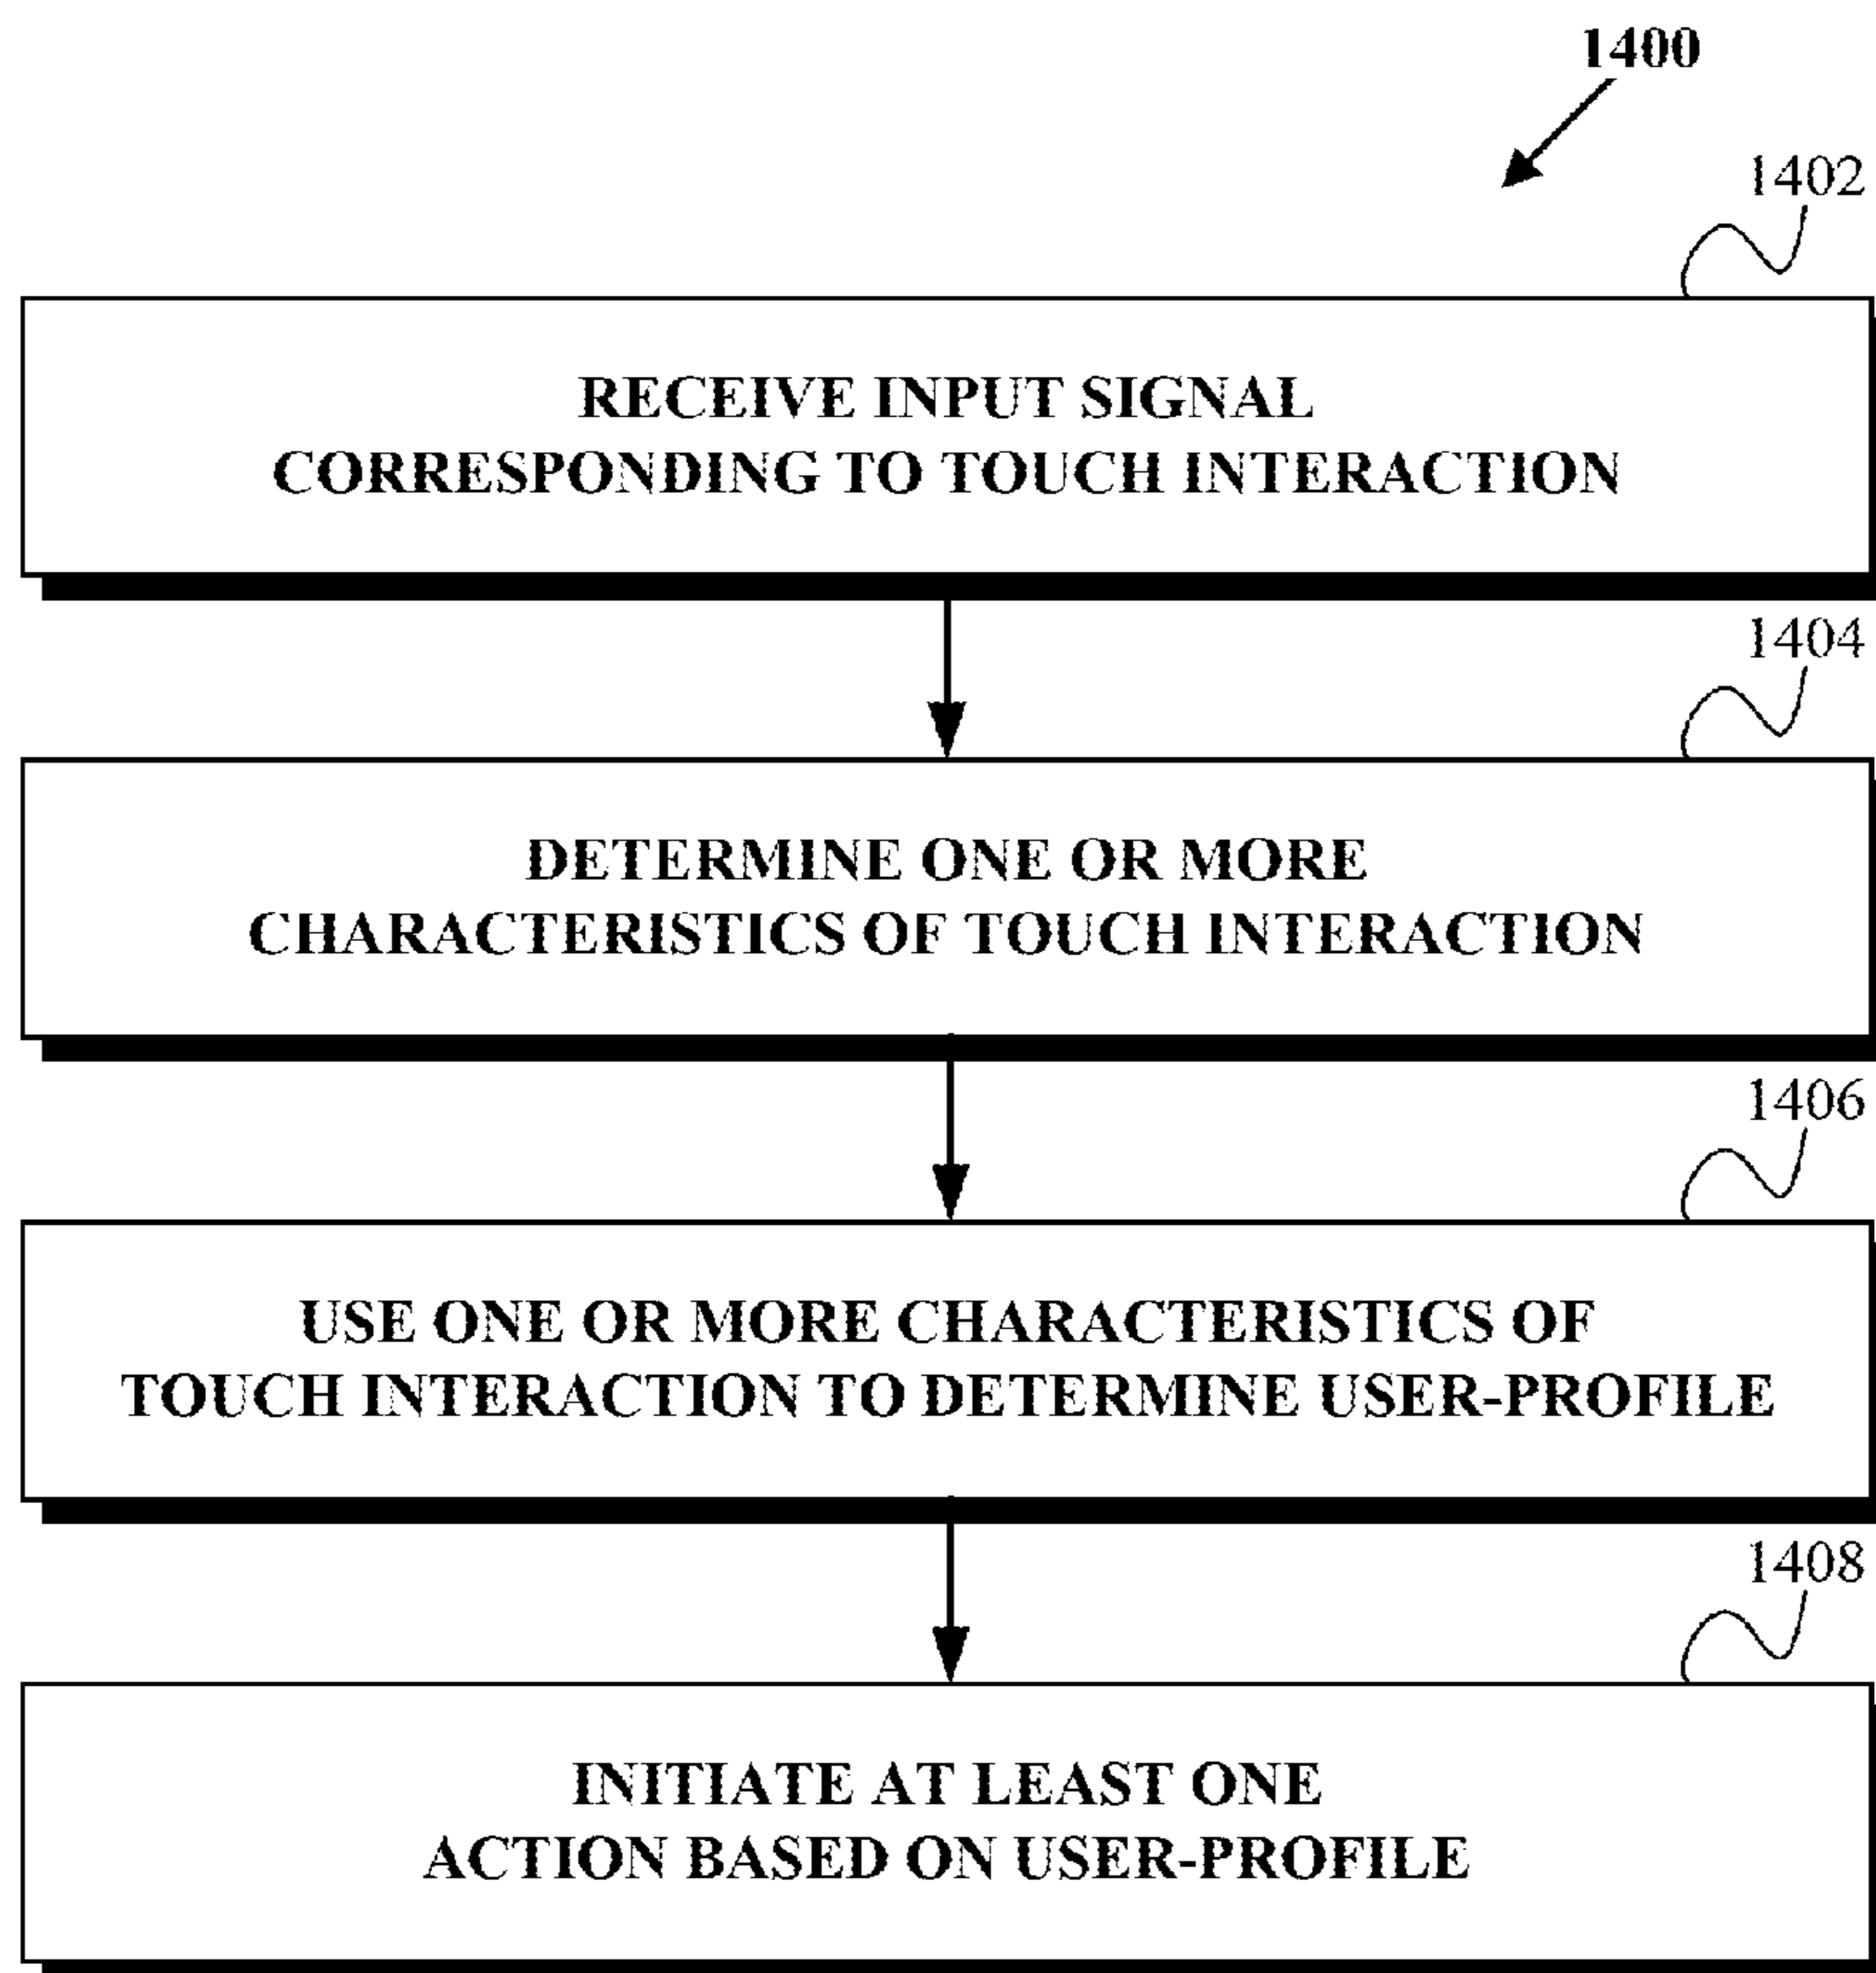 1400
1402
RECEIVE INPUT SIGNAL
CORRESPONDING TO TOUCH INTERACTION
1404
DETERMINE ONE OR MORE
CHARACTERISTICS OF TOUCH INTERACTION
1406
USE ONE OR MORE CHARACTERISTICS OF
TOUCH INTERACTION TO DETERMINE USER-PROFILE
1408
INITIATE AT LEAST ONE
ACTION BASED ON USER-PROFILE